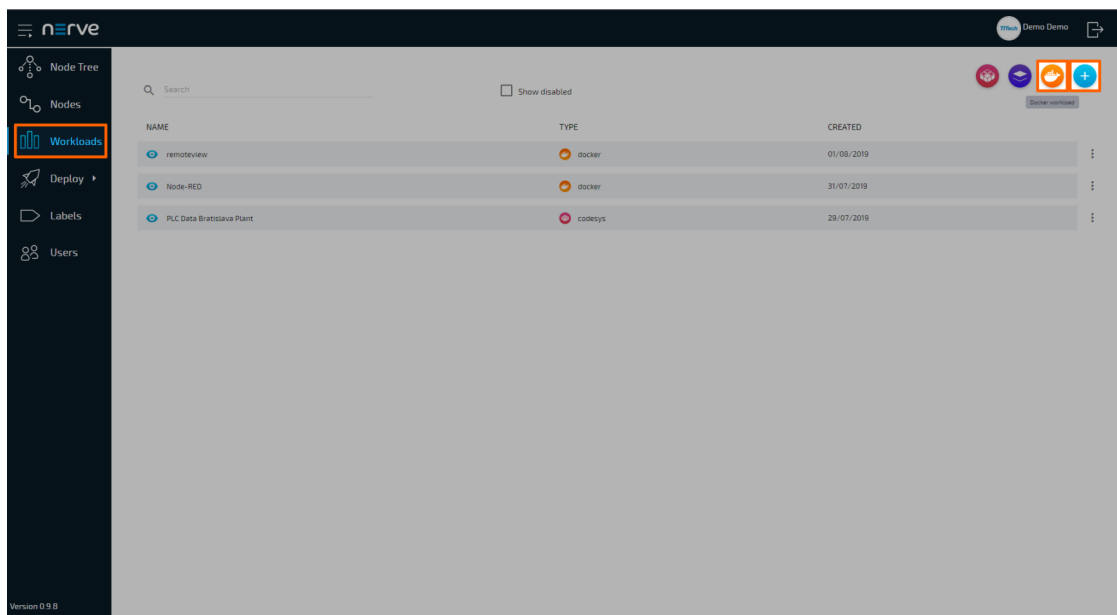 nerve
TTTech Demo Demo
Node Tree
Nodes
Workloads
Deploy
Labels
Users
Version 0.9.8
Search
Show disabled
Docker workload
NAME TYPE CREATED
remoteview docker 01/08/2019
Node-RED docker 31/07/2019
PLC Data Bratislava Plant codesys 29/07/2019